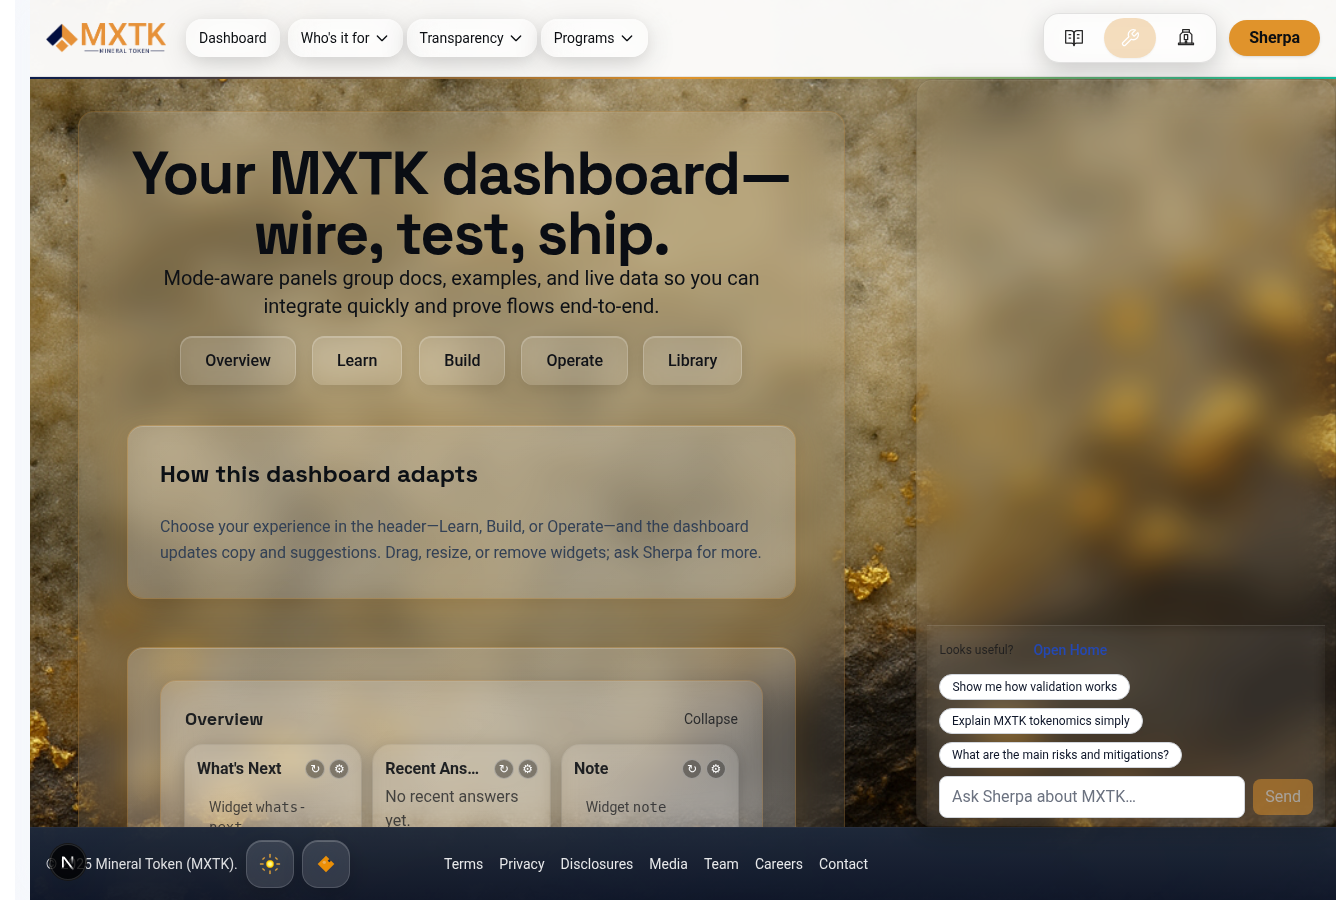 MXTK
MINERAL TOKEN
Dashboard
Who's it for
Transparency
Programs
Sherpa
Your MXTK dashboard—
wire, test, ship.
Mode-aware panels group docs, examples, and live data so you can
integrate quickly and prove flows end-to-end.
Overview
Learn
Build
Operate
Library
How this dashboard adapts
Choose your experience in the header—Learn, Build, or Operate—and the dashboard
updates copy and suggestions. Drag, resize, or remove widgets; ask Sherpa for more.
Overview
Collapse
What's Next
Widget whats-
next
Recent Ans...
No recent answers
yet.
Note
Widget note
Looks useful?
Open Home
Show me how validation works
Explain MXTK tokenomics simply
What are the main risks and mitigations?
Ask Sherpa about MXTK...
Send
N
5 Mineral Token (MXTK).
Terms
Privacy
Disclosures
Media
Team
Careers
Contact